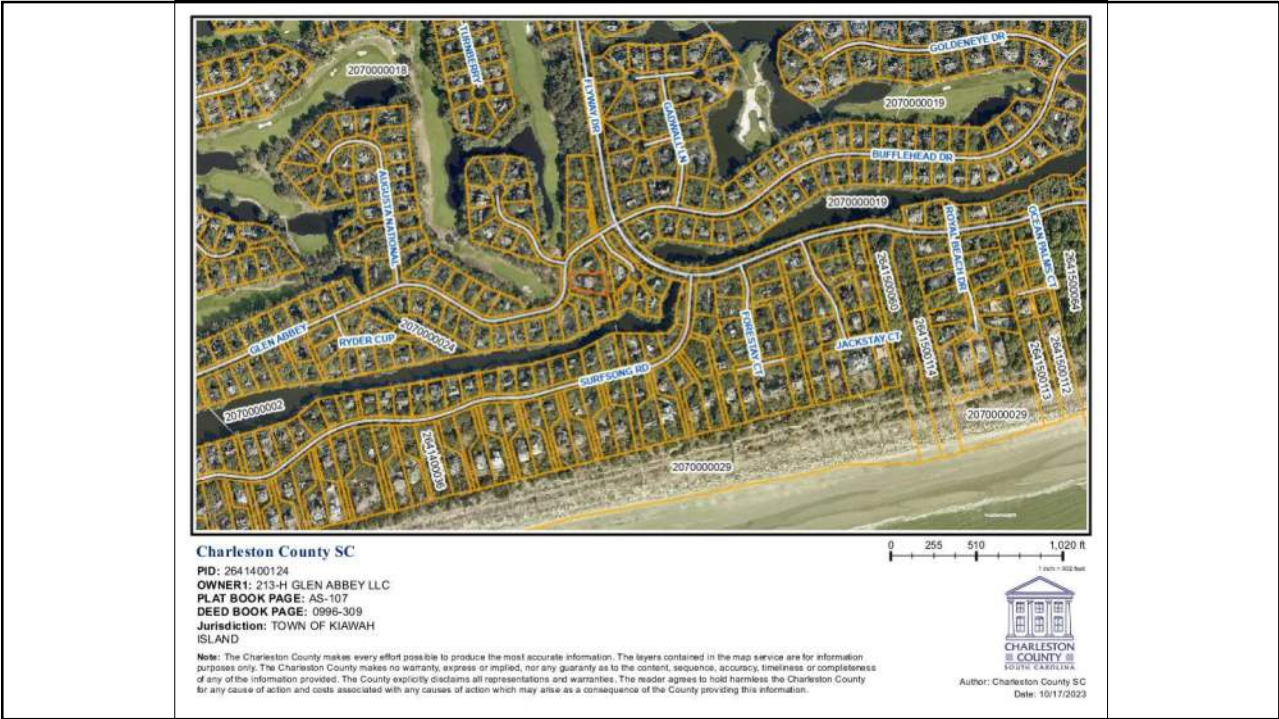 TURNBERRY
GOLDENEYE DR
2070000018
FLYWAY DR
GADWALL LN
2070000019
BUFFLEHEAD DR
AUGUSTA NATIONAL
2070000019
ROYAL BEACH DR
OCEAN PALMS CT
2641500060
2641500064
GLEN ABBEY
RYDER CUP
2070000024
FORESTAY CT
JACKSTAY CT
2641500114
2641500113
2641500112
SURFSONG RD
2070000002
2641400036
2070000029
2070000029
Charleston County SC
0 255 510 1,020 ft
PID: 2641400124
OWNER1: 213-H GLEN ABBEY LLC
PLAT BOOK PAGE: AS-107
DEED BOOK PAGE: 0996-309
Jurisdiction: TOWN OF KIAWAH
ISLAND
Note: The Charleston County makes every effort possible to produce the most accurate information. The layers contained in the map service are for information
purposes only. The Charleston County makes no warranty, express or implied, nor any guaranty as to the content, sequence, accuracy, timeliness or completeness
of any of the information provided. The County explicitly disclaims all representations and warranties. The reader agrees to hold harmless the Charleston County
for any cause of action and costs associated with any causes of action which may arise as a consequence of the County providing this information.
CHARLESTON
COUNTY
SOUTH CAROLINA
Author: Charleston County SC
Date: 10/17/2023